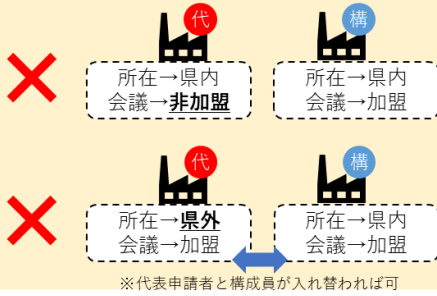 代 構
所在→県内 所在→県内
会議→非加盟 会議→加盟
代 構
所在→県外 所在→県内
会議→加盟 会議→加盟
※代表申請者と構成員が入れ替われば可